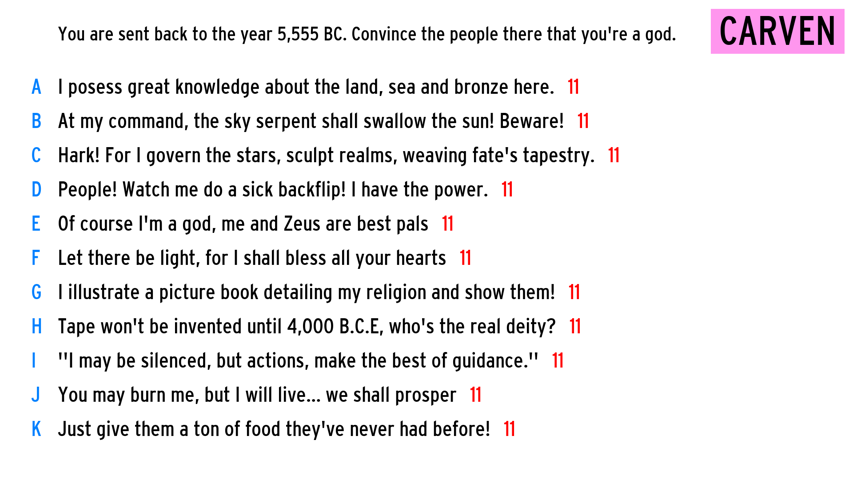 You are sent back to the year 5,555 BC. Convince the people there that you're a god.
CARVEN
A I posess great knowledge about the land, sea and bronze here. 11
B At my command, the sky serpent shall swallow the sun! Beware! 11
C Hark! For I govern the stars, sculpt realms, weaving fate's tapestry. 11
D People! Watch me do a sick backflip! I have the power. 11
E Of course I'm a god, me and Zeus are best pals 11
F Let there be light, for I shall bless all your hearts 11
G I illustrate a picture book detailing my religion and show them! 11
H Tape won't be invented until 4,000 B.C.E, who's the real deity? 11
I "I may be silenced, but actions, make the best of guidance." 11
J You may burn me, but I will live... we shall prosper 11
K Just give them a ton of food they've never had before! 11